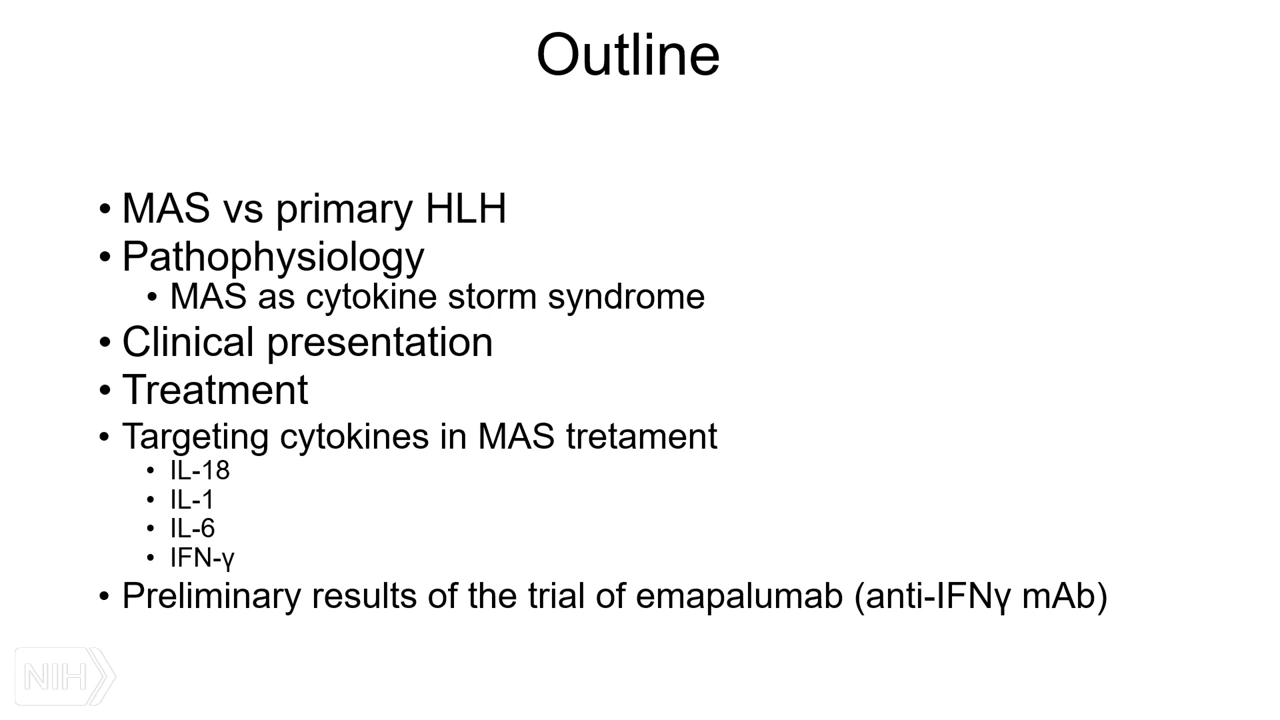 Outline
• MAS vs primary HLH
• Pathophysiology
• MAS as cytokine storm syndrome
• Clinical presentation
• Treatment
• Targeting cytokines in MAS tretament
• IL-18
• IL-1
• IL-6
• IFN-γ
• Preliminary results of the trial of emapalumab (anti-IFNγ mAb)
NIH